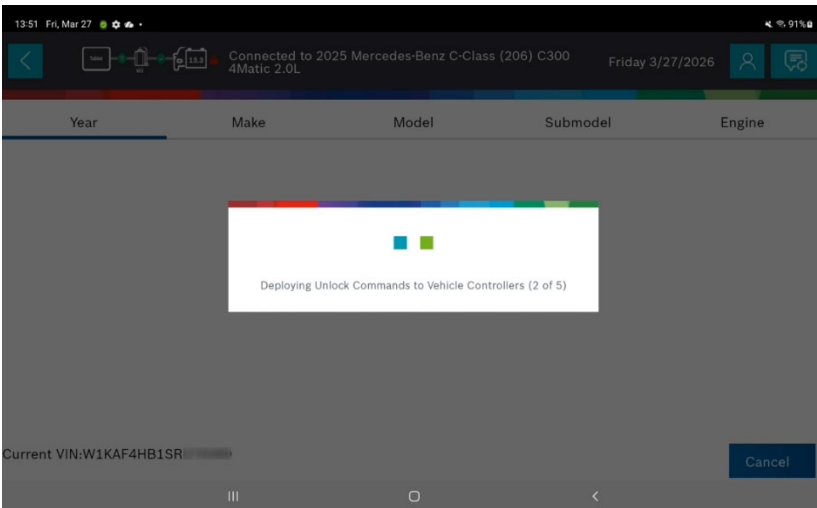 13:51 Fri, Mar 27
91%
13.3
Connected to 2025 Mercedes-Benz C-Class (206) C300
4Matic 2.0L
Friday 3/27/2026
Year Make Model Submodel Engine
Deploying Unlock Commands to Vehicle Controllers (2 of 5)
Current VIN:W1KAF4HB1SR
Cancel